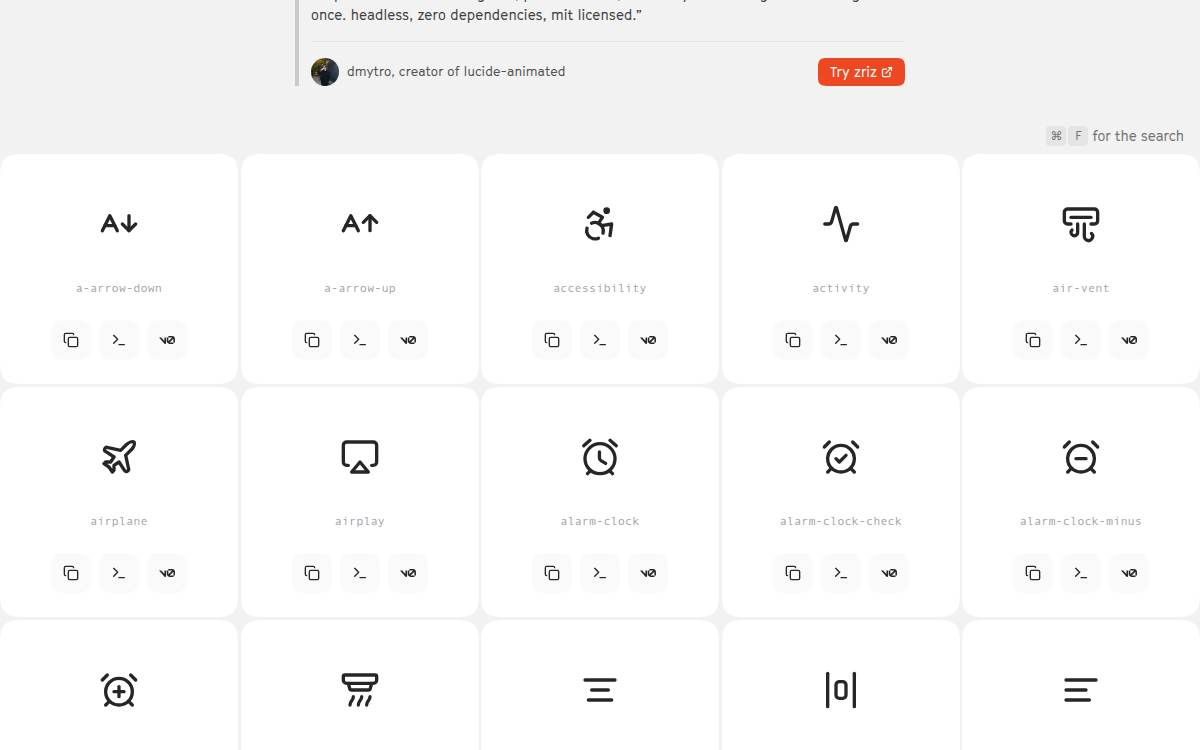 once. headless, zero dependencies, mit licensed.”
dmytro, creator of lucide-animated
Try zriz
⌘ F for the search
a-arrow-down
a-arrow-up
accessibility
activity
air-vent
airplane
airplay
alarm-clock
alarm-clock-check
alarm-clock-minus